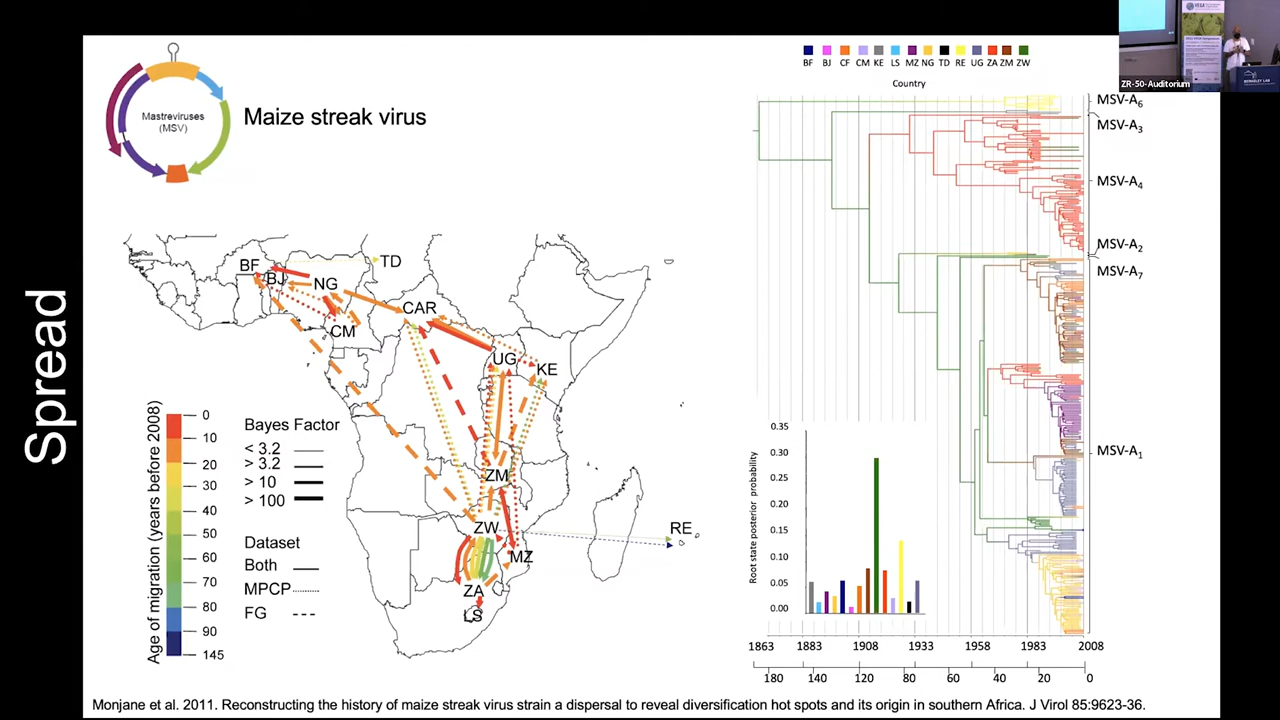 Spread
Mastreviruses
(MSV)
Maize streak virus
BF
BJ
NG
TD
CM
CAR
UG
KE
ZM
ZW
MZ
RE
ZA
LS
Age of migration (years before 2008)
0
10
20
30
40
50
60
70
80
90
145
Bayes Factor
< 3.2
> 3.2
> 10
> 100
Dataset
Both
MPCP
FG
BF BJ CF CM KE LS MZ NG TD RE UG ZA ZM ZW
Country
MSV-A6
MSV-A3
MSV-A4
MSV-A2
MSV-A7
MSV-A1
Root state posterior probability
0.35
0.30
0.25
0.20
0.15
0.10
0.05
0.00
1863 1883 1908 1933 1958 1983 2008
180 140 120 80 60 40 20 0
Monjane et al. 2011. Reconstructing the history of maize streak virus strain a dispersal to reveal diversification hot spots and its origin in southern Africa. J Virol 85:9623-36.
ZR-50-Auditorium
BERKELEY LAB